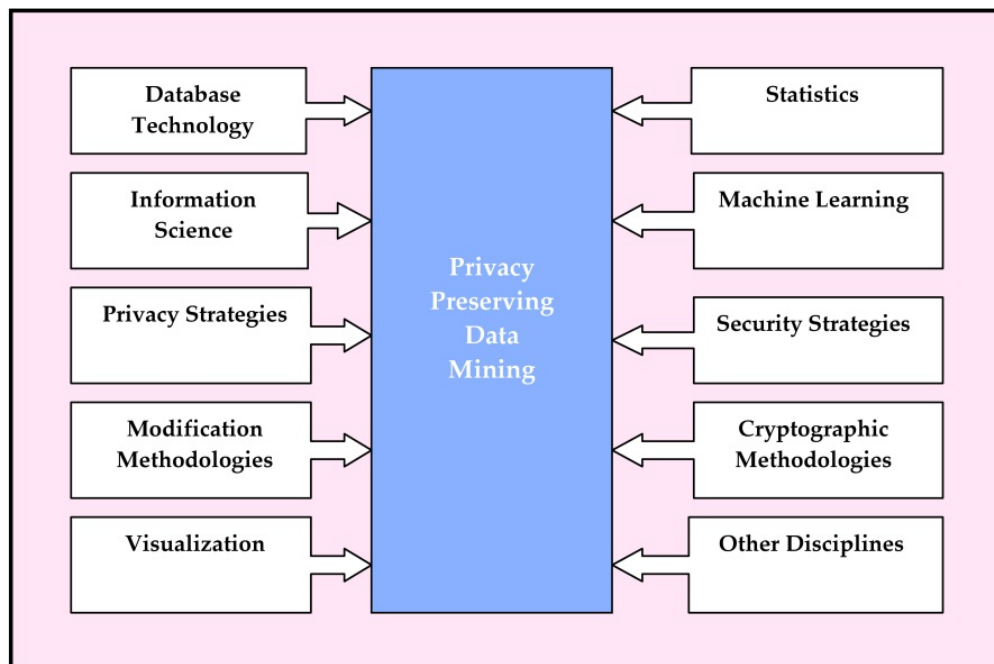 Database
Technology
Information
Science
Privacy Strategies
Modification
Methodologies
Visualization
Privacy
Preserving
Data
Mining
Statistics
Machine Learning
Security Strategies
Cryptographic
Methodologies
Other Disciplines